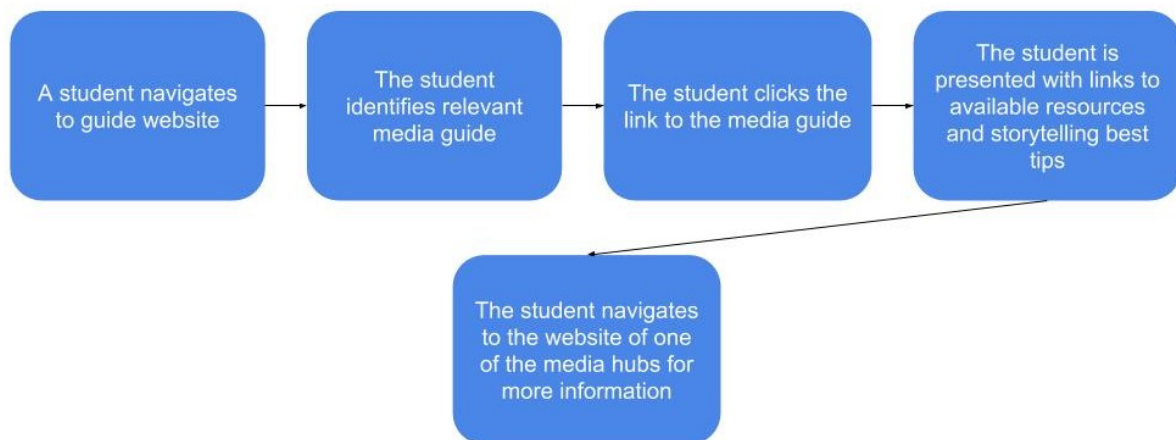 A student navigates
to guide website
The student
identifies relevant
media guide
The student clicks the
link to the media guide
The student is
presented with links to
available resources
and storytelling best
tips
The student navigates
to the website of one
of the media hubs for
more information